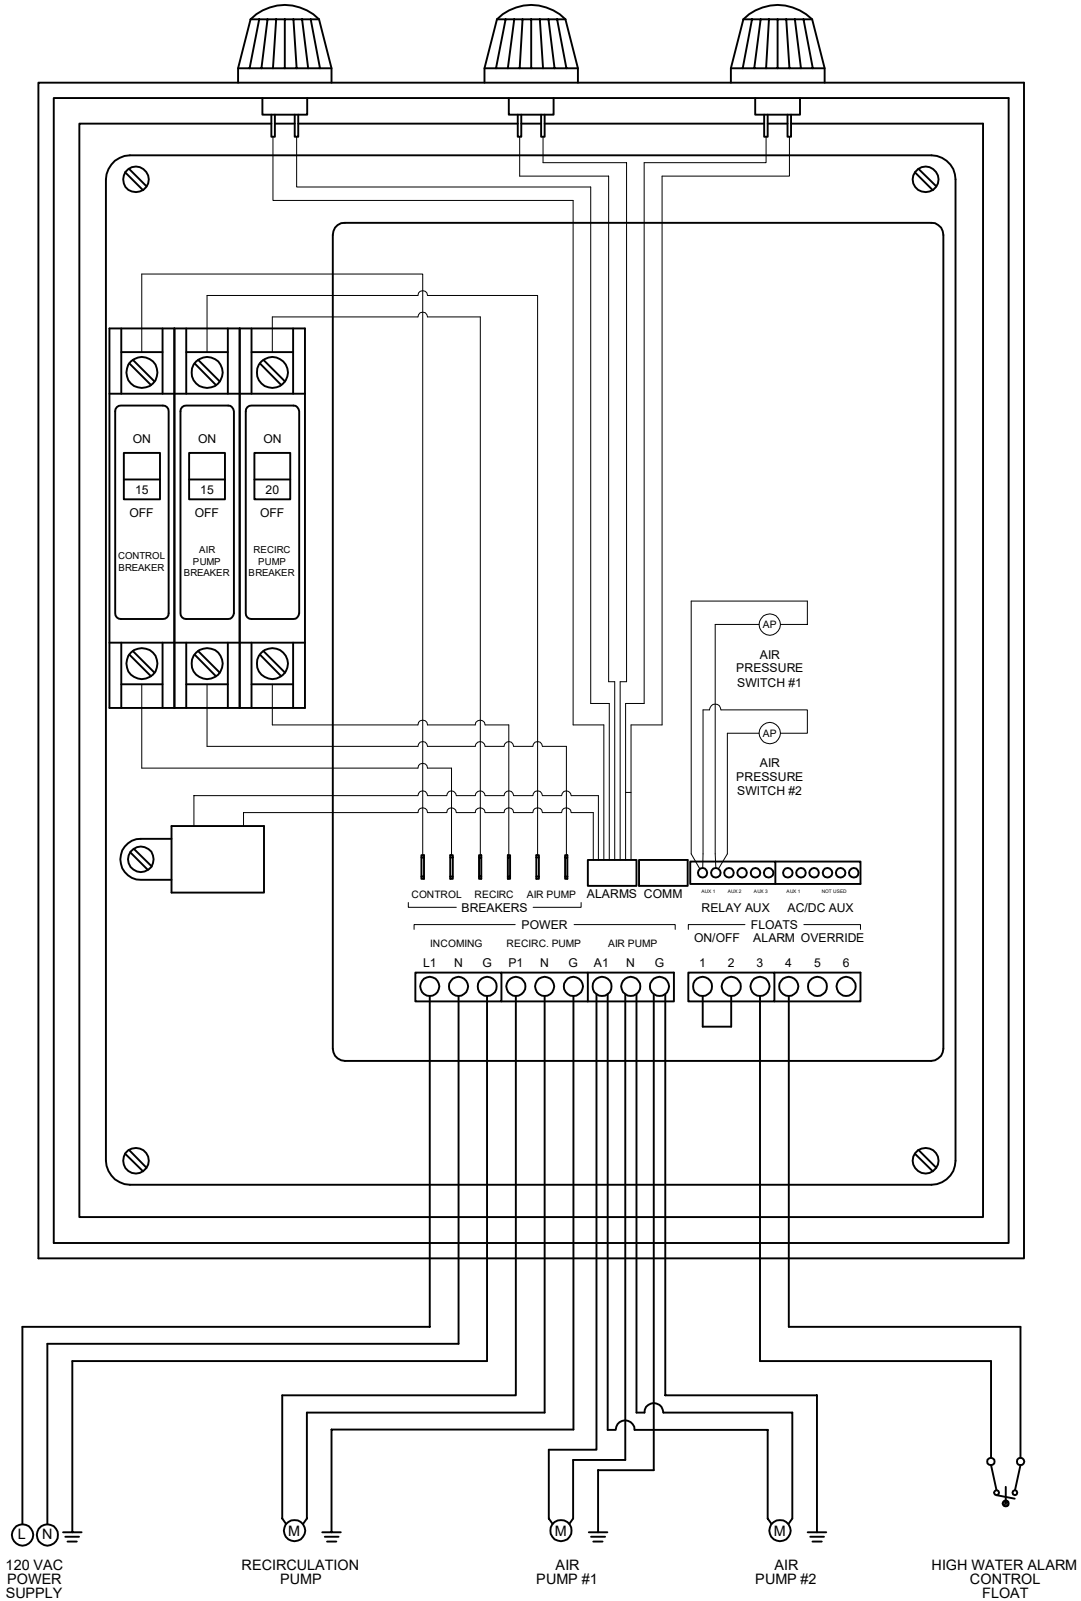 ON
ON
ON
15
15
20
OFF
OFF
OFF
CONTROL
BREAKER
AIR
PUMP
BREAKER
RECIRC
PUMP
BREAKER
AP
AIR
PRESSURE
SWITCH #1
AP
AIR
PRESSURE
SWITCH #2
CONTROL RECIRC AIR PUMP
BREAKERS
ALARMS COMM
AUX 1 AUX 2 AUX 3 AUX 1 NOT USED
RELAY AUX AC/DC AUX
POWER
FLOATS
INCOMING RECIRC. PUMP AIR PUMP
ON/OFF ALARM OVERRIDE
L1 N G P1 N G A1 N G
1 2 3 4 5 6
L N
120 VAC
POWER
SUPPLY
M
RECIRCULATION
PUMP
M
AIR
PUMP #1
M
AIR
PUMP #2
HIGH WATER ALARM
CONTROL
FLOAT